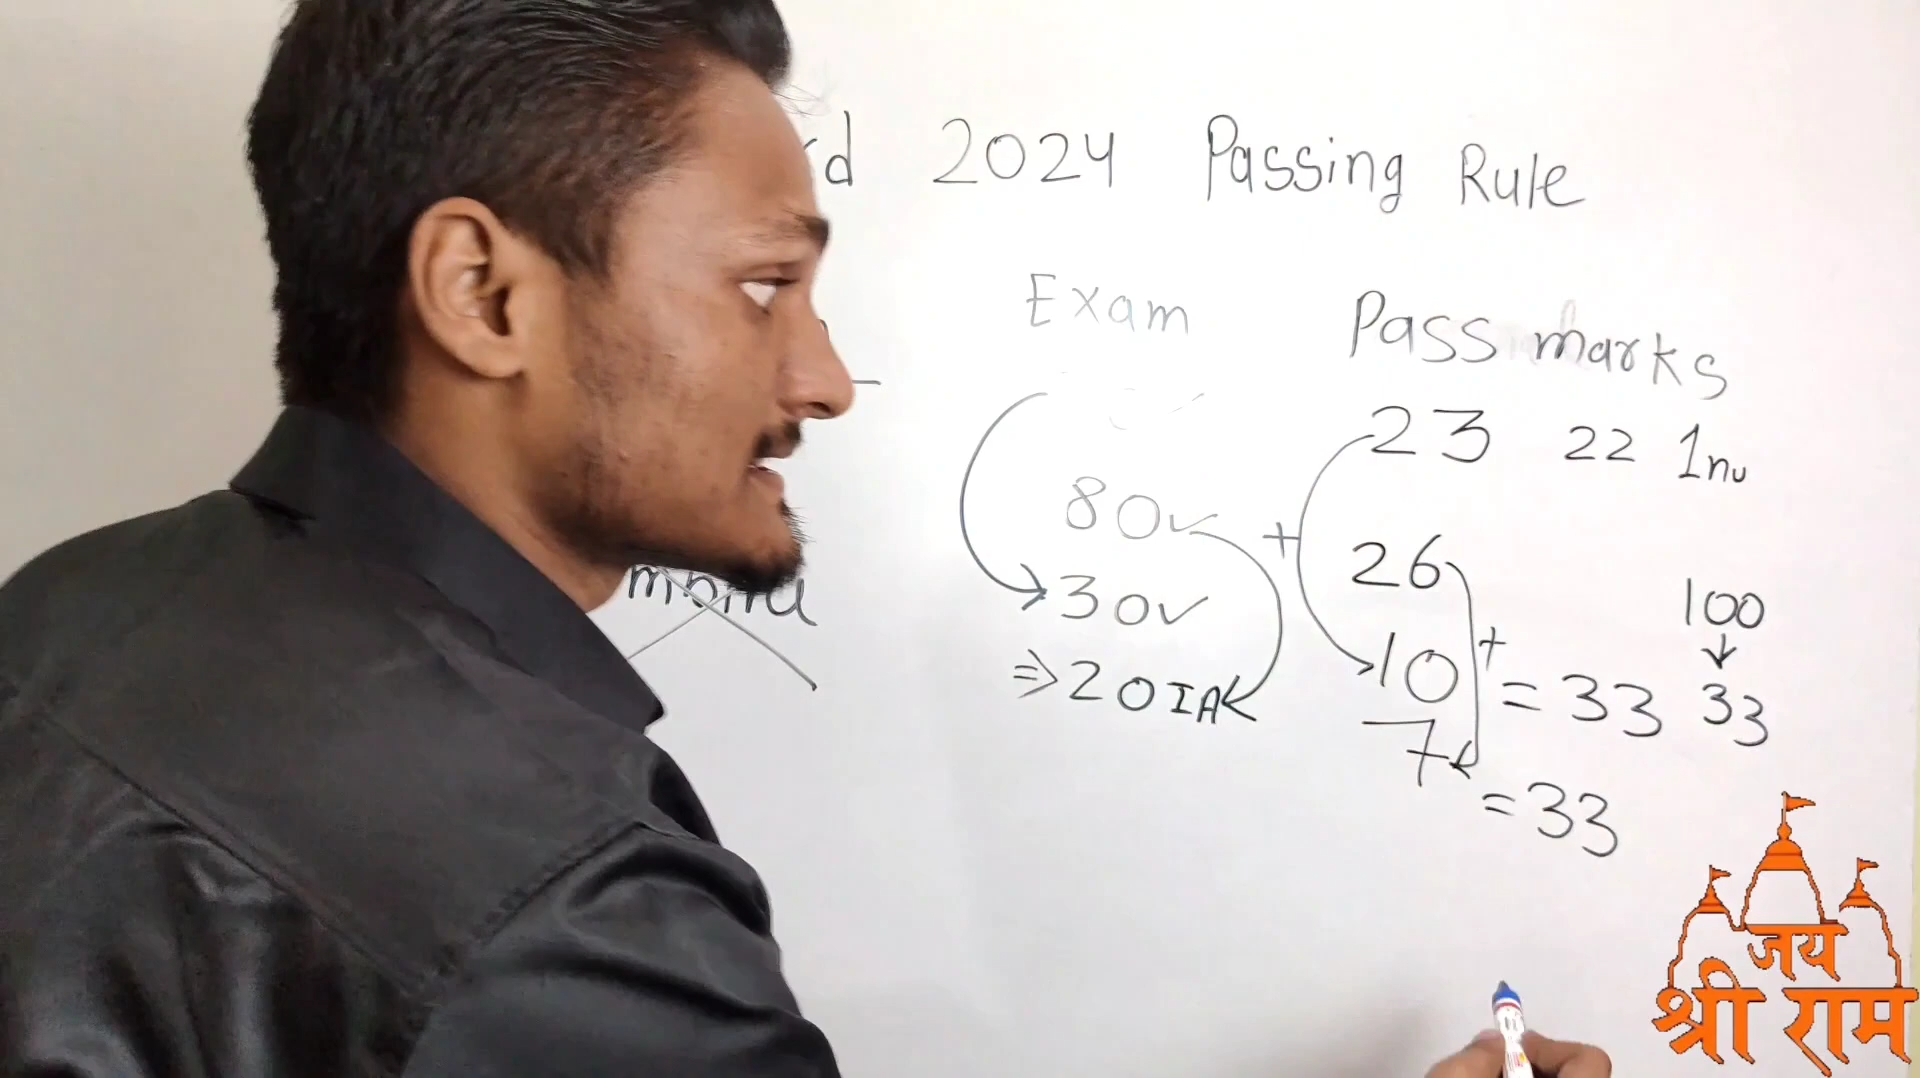 2024 Passing Rule
Exam Pass marks
23 22 1nu
80✓ + 26
30✓ 10 + = 33
100
↓
33
⇒ 20 IA 7
= 33
जय
श्री राम